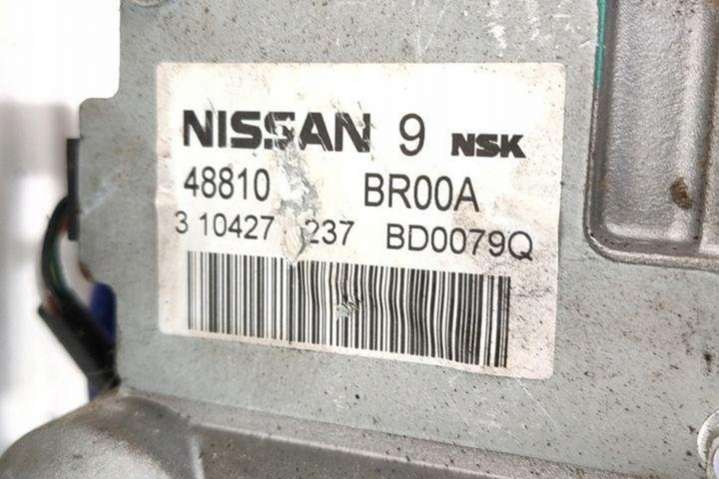 NISSAN 9 NSK
48810 BR00A
3 10427 237 BD0079Q